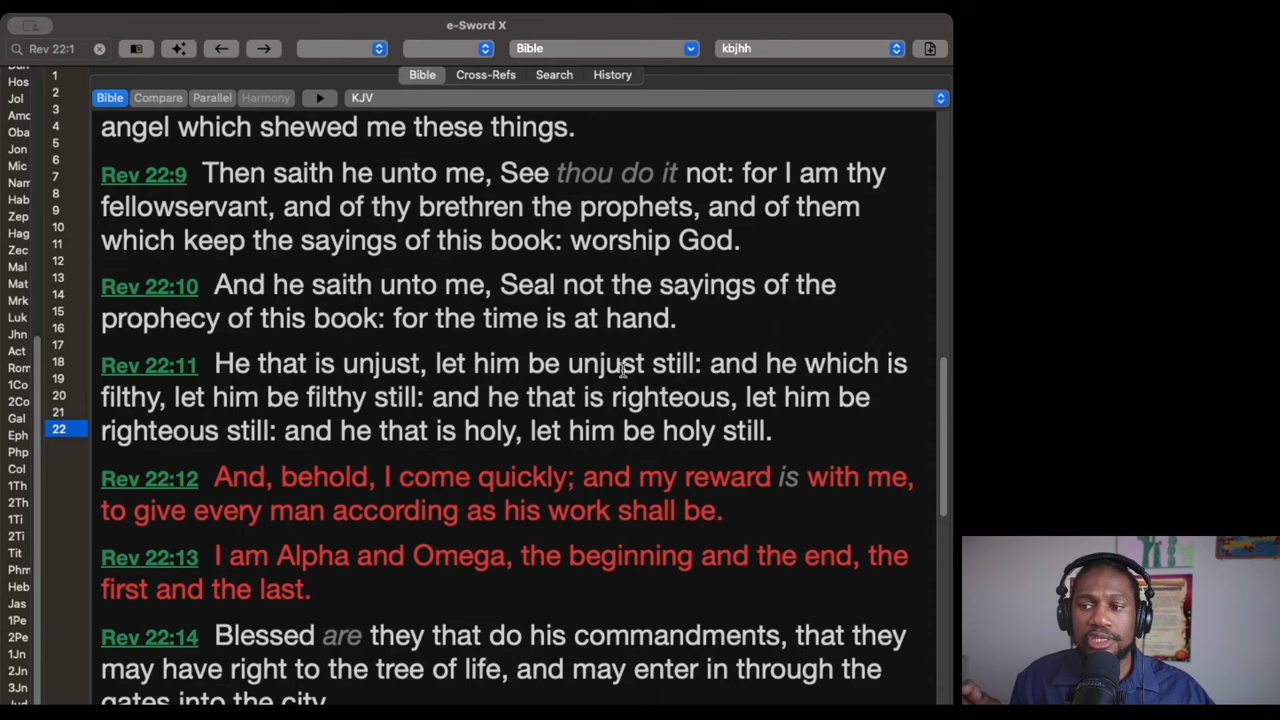 e-Sword X
Rev 22:1
Bible
kbjhh
Bible Cross-Refs Search History
Bible Compare Parallel Harmony
KJV
Hos
Jol
Amo
Oba
Jon
Mic
Nam
Hab
Zep
Hag
Zec
Mal
Mat
Mrk
Luk
Jhn
Act
Rom
1Co
2Co
Gal
Eph
Php
Col
1Th
2Th
1Ti
2Ti
Tit
Phm
Heb
Jas
1Pe
2Pe
1Jn
2Jn
3Jn
1
2
3
4
5
6
7
8
9
10
11
12
13
14
15
16
17
18
19
20
21
22
angel which shewed me these things.
Rev 22:9 Then saith he unto me, See thou do it not: for I am thy
fellowservant, and of thy brethren the prophets, and of them
which keep the sayings of this book: worship God.
Rev 22:10 And he saith unto me, Seal not the sayings of the
prophecy of this book: for the time is at hand.
Rev 22:11 He that is unjust, let him be unjust still: and he which is
filthy, let him be filthy still: and he that is righteous, let him be
righteous still: and he that is holy, let him be holy still.
Rev 22:12 And, behold, I come quickly; and my reward is with me,
to give every man according as his work shall be.
Rev 22:13 I am Alpha and Omega, the beginning and the end, the
first and the last.
Rev 22:14 Blessed are they that do his commandments, that they
may have right to the tree of life, and may enter in through the
gates into the city.